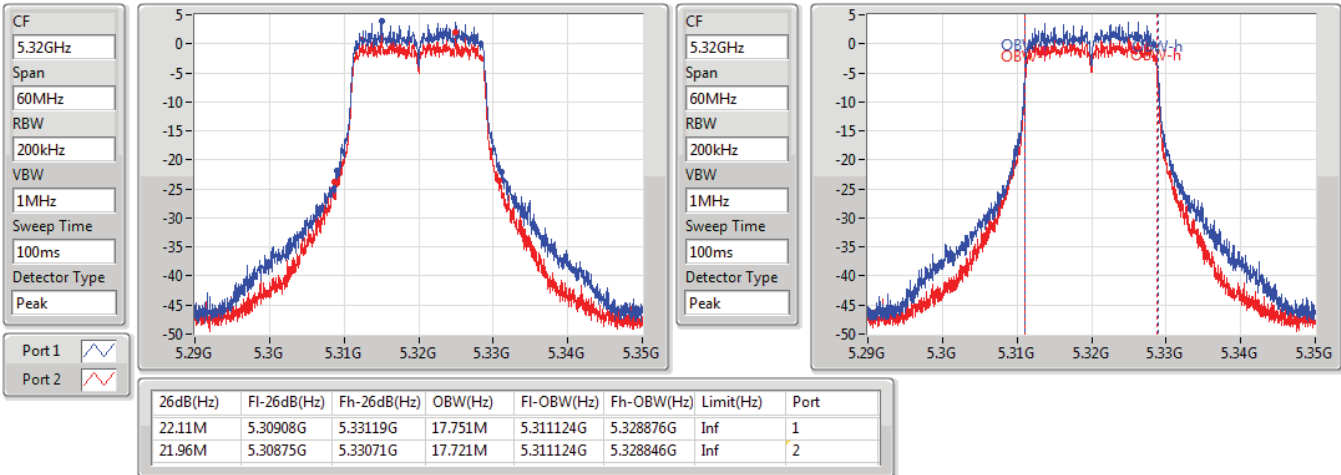 CF
5.32GHz
Span
60MHz
RBW
200kHz
VBW
1MHz
Sweep Time
100ms
Detector Type
Peak
Port 1
Port 2
5
0
-5
-10
-15
-20
-25
-30
-35
-40
-45
-50
5.29G 5.3G 5.31G 5.32G 5.33G 5.34G 5.35G
CF
5.32GHz
Span
60MHz
RBW
200kHz
VBW
1MHz
Sweep Time
100ms
Detector Type
Peak
5
0
-5
-10
-15
-20
-25
-30
-35
-40
-45
-50
OBW-h
OBW-h
5.29G 5.3G 5.31G 5.32G 5.33G 5.34G 5.35G
26dB(Hz) Fl-26dB(Hz) Fh-26dB(Hz) OBW(Hz) Fl-OBW(Hz) Fh-OBW(Hz) Limit(Hz) Port
22.11M 5.30908G 5.33119G 17.751M 5.311124G 5.328876G Inf 1
21.96M 5.30875G 5.33071G 17.721M 5.311124G 5.328846G Inf 2